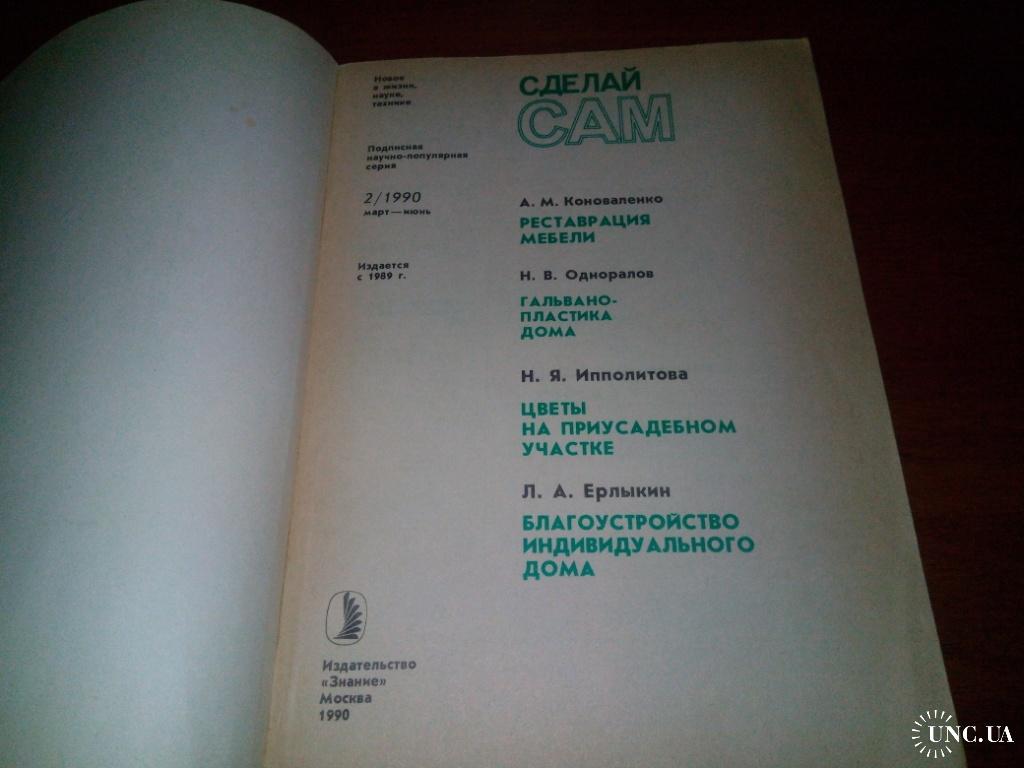 Новое
в жизни,
науке,
технике
Подписная
научно-популярная
серия
2/1990
март—июнь
Издается
с 1989 г.
СДЕЛАЙ
САМ
А. М. Коноваленко
РЕСТАВРАЦИЯ
МЕБЕЛИ
Н. В. Одноралов
ГАЛЬВАНО-
ПЛАСТИКА
ДОМА
Н. Я. Ипполитова
ЦВЕТЫ
НА ПРИУСАДЕБНОМ
УЧАСТКЕ
Л. А. Ерлыкин
БЛАГОУСТРОЙСТВО
ИНДИВИДУАЛЬНОГО
ДОМА
Издательство
«Знание»
Москва
1990
UNC.UA